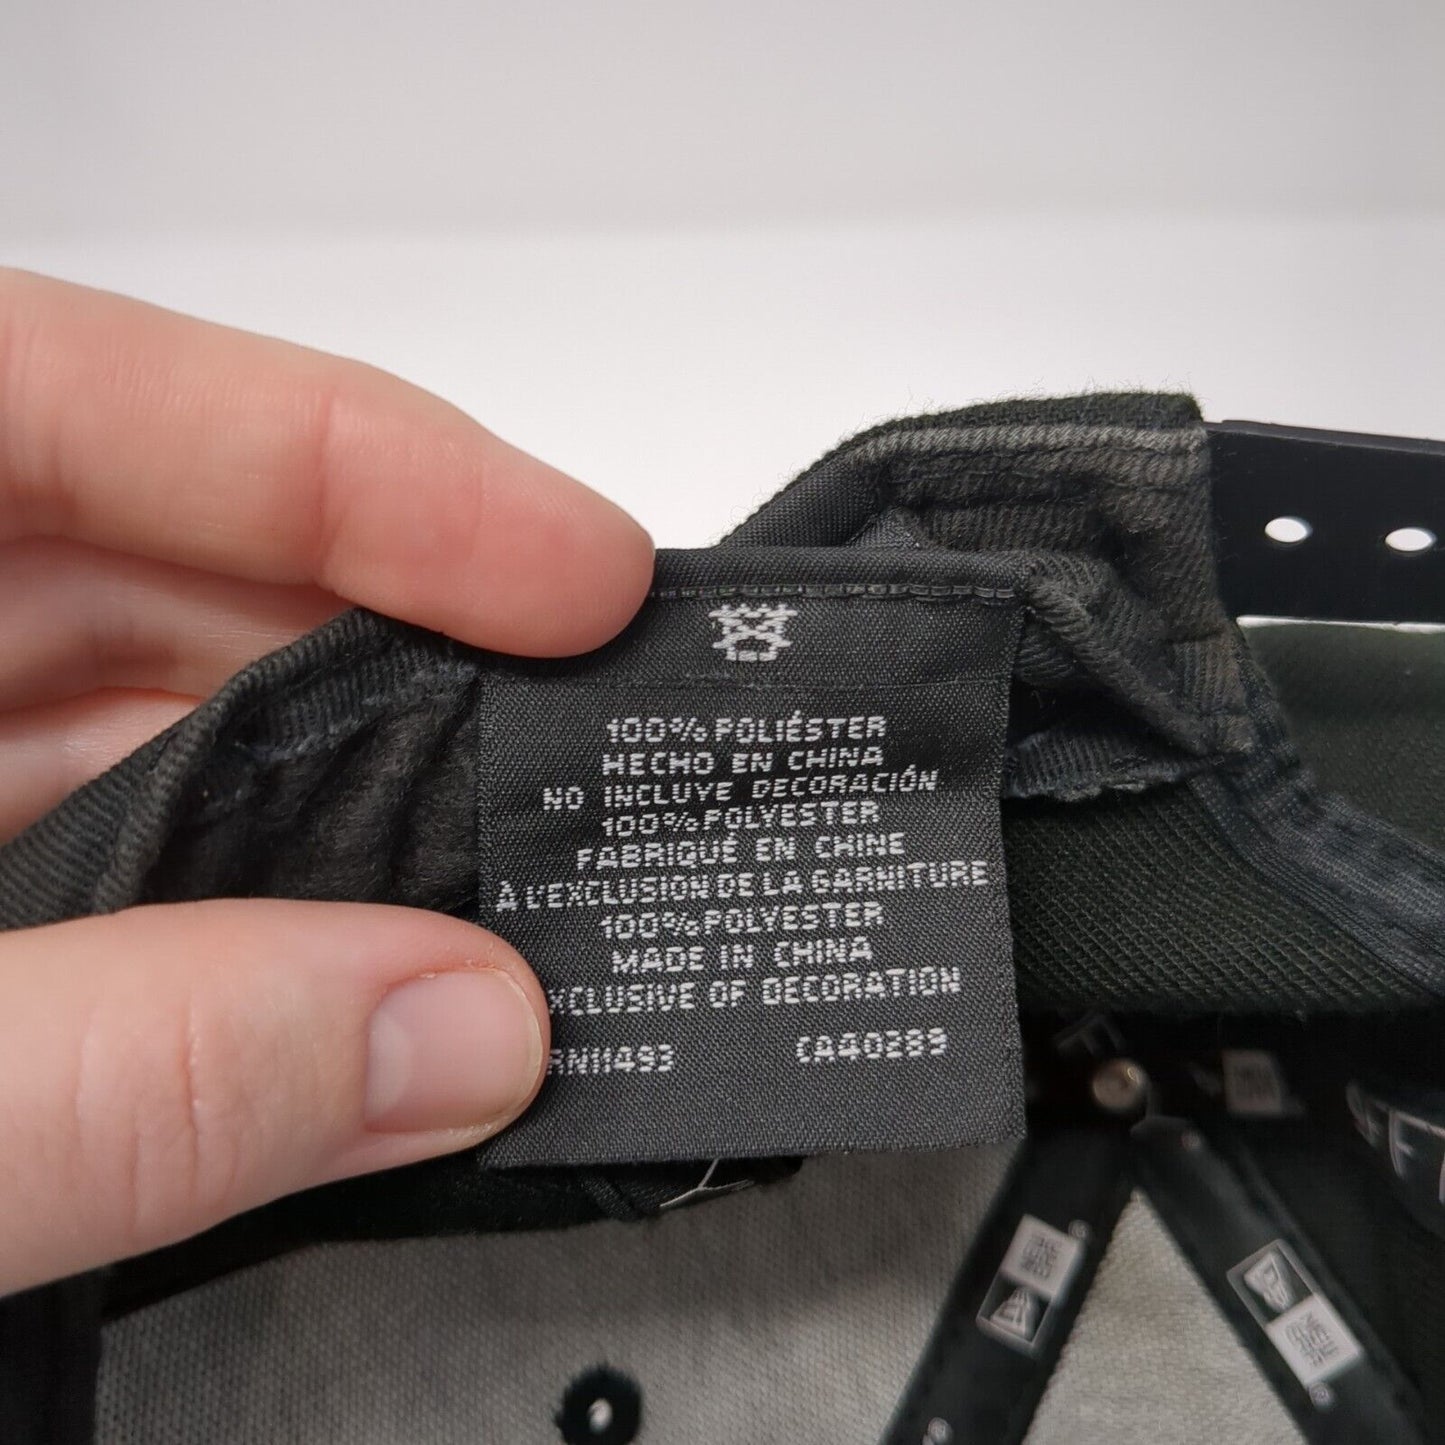 100% POLIÉSTER
HECHO EN CHINA
NO INCLUYE DECORACIÓN
100% POLYESTER
FABRIQUÉ EN CHINE
À L'EXCLUSION DE LA GARNITURE
100% POLYESTER
MADE IN CHINA
XCLUSIVE OF DECORATION
RN11493 CA40289